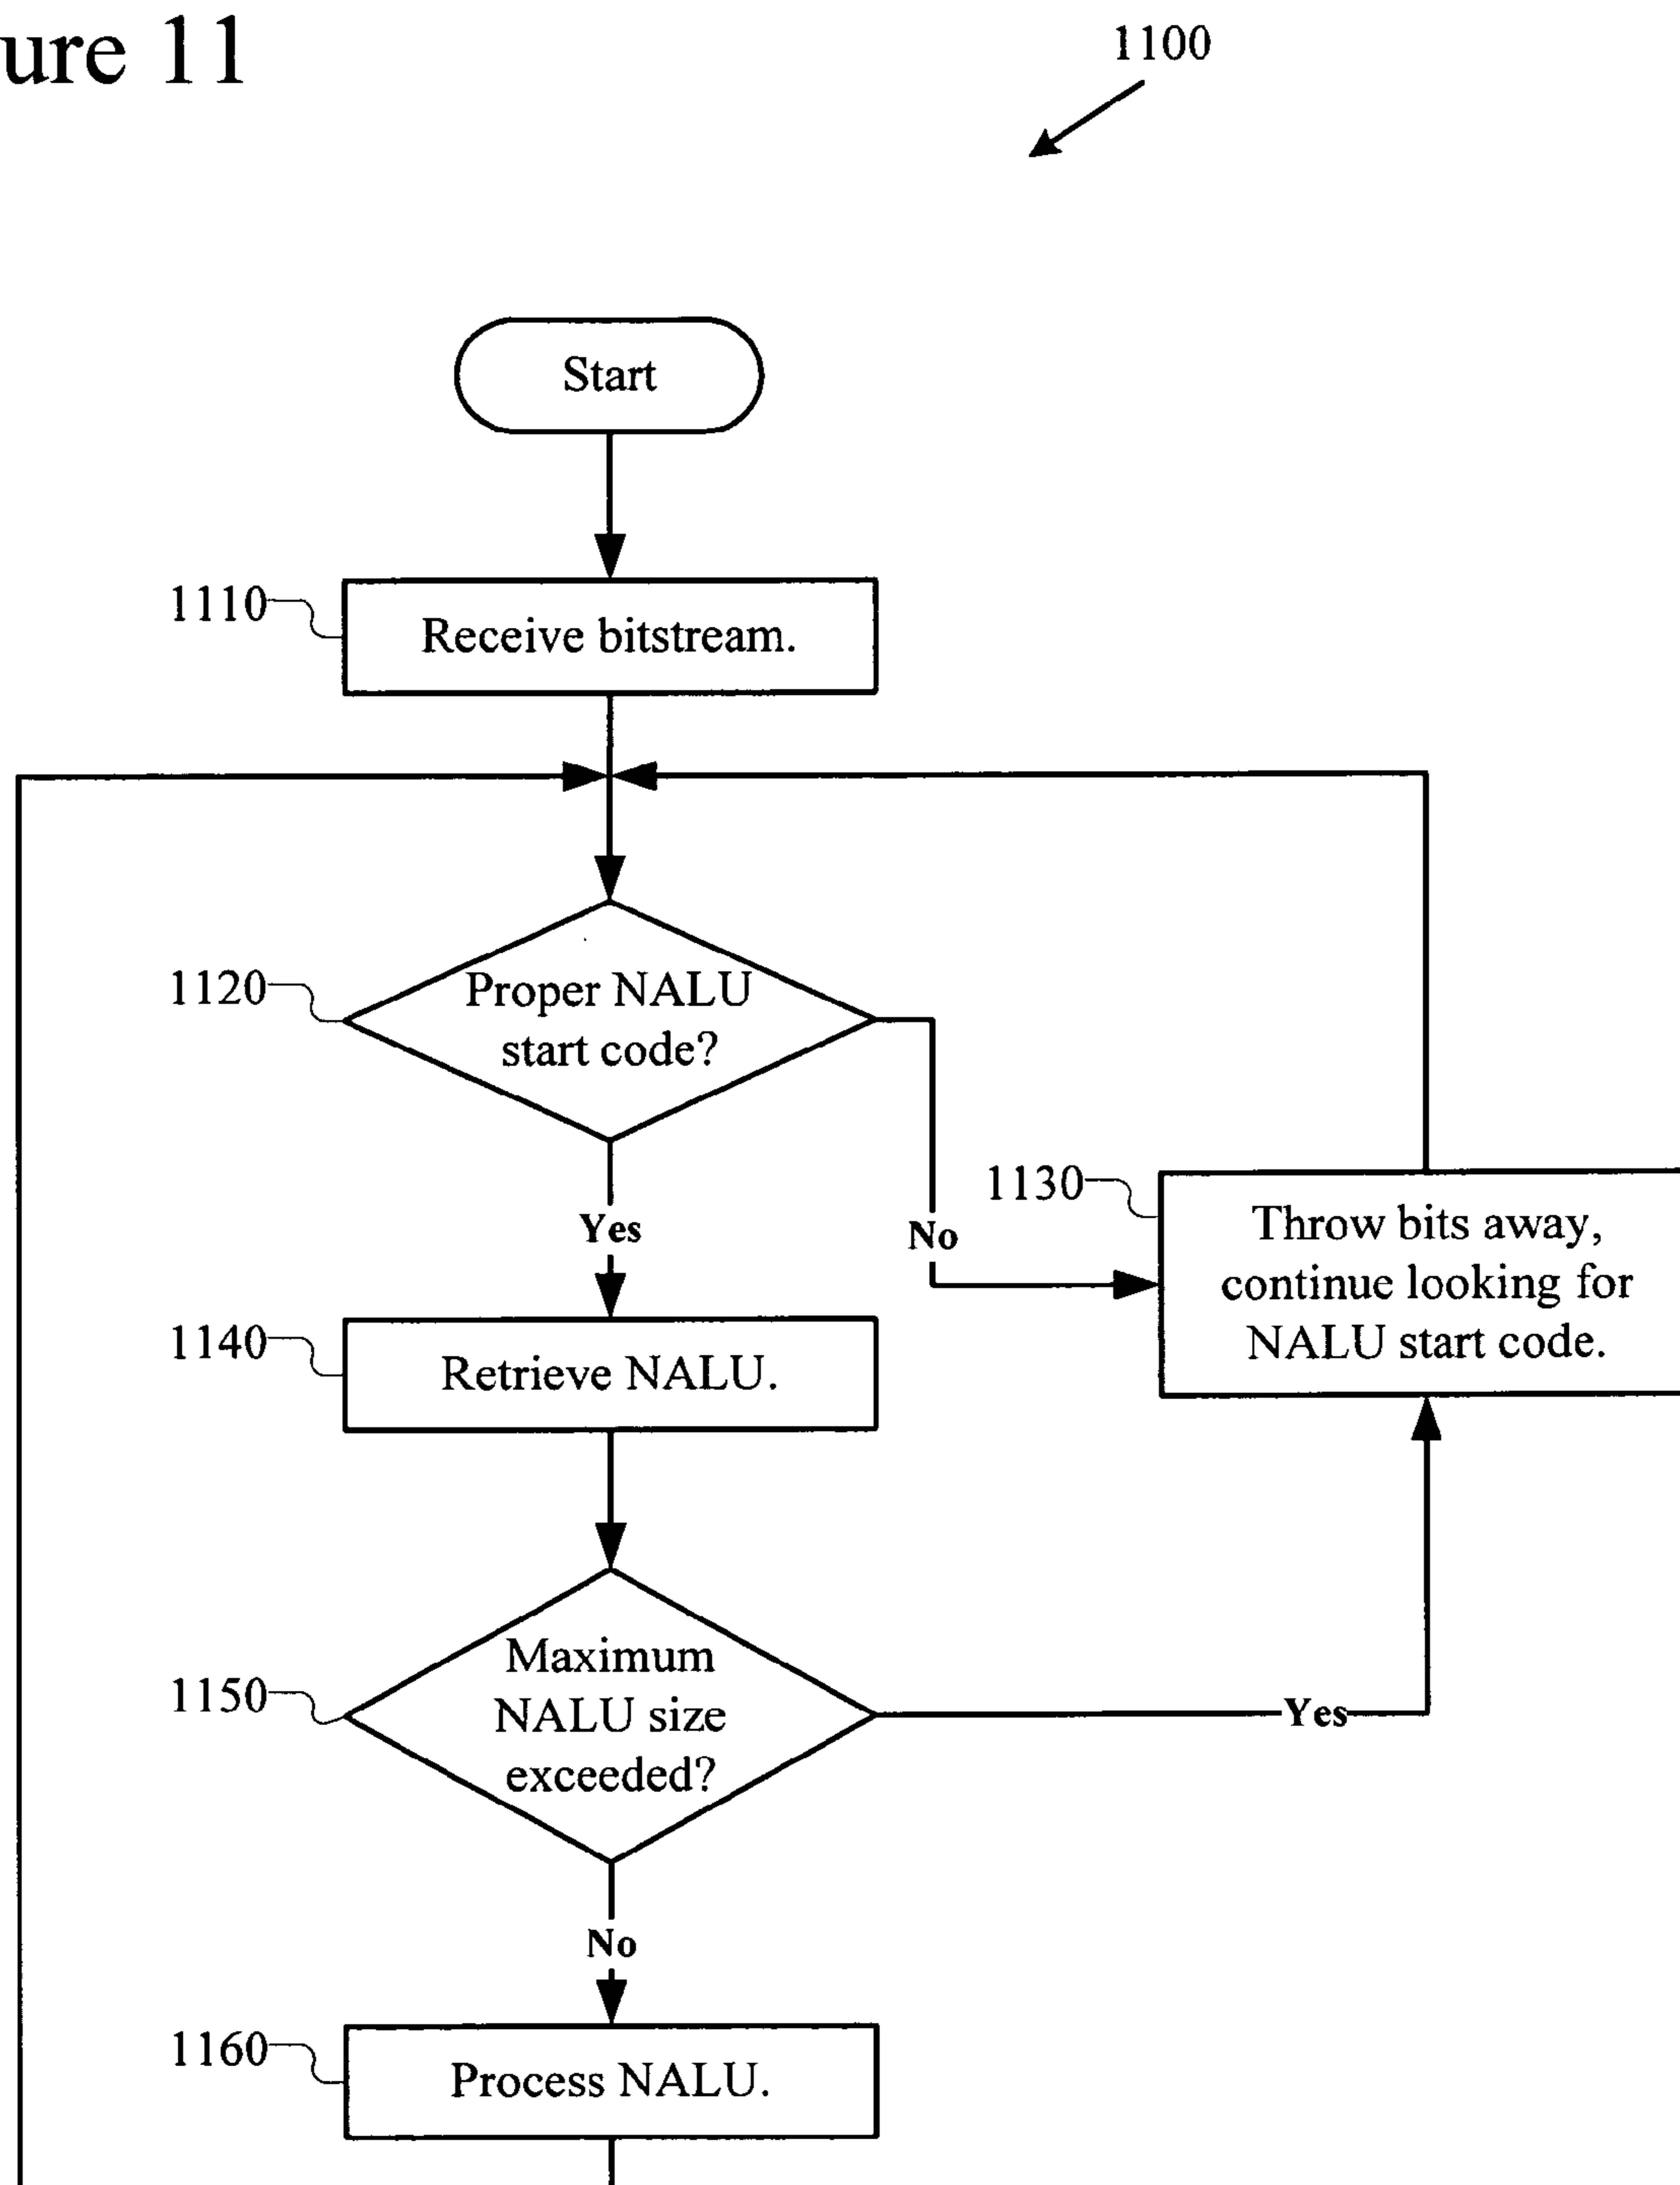 ure 11
1100
Start
1110
Receive bitstream.
1120
Proper NALU
start code?
Yes
No
1130
Throw bits away,
continue looking for
NALU start code.
1140
Retrieve NALU.
1150
Maximum
NALU size
exceeded?
Yes
No
1160
Process NALU.